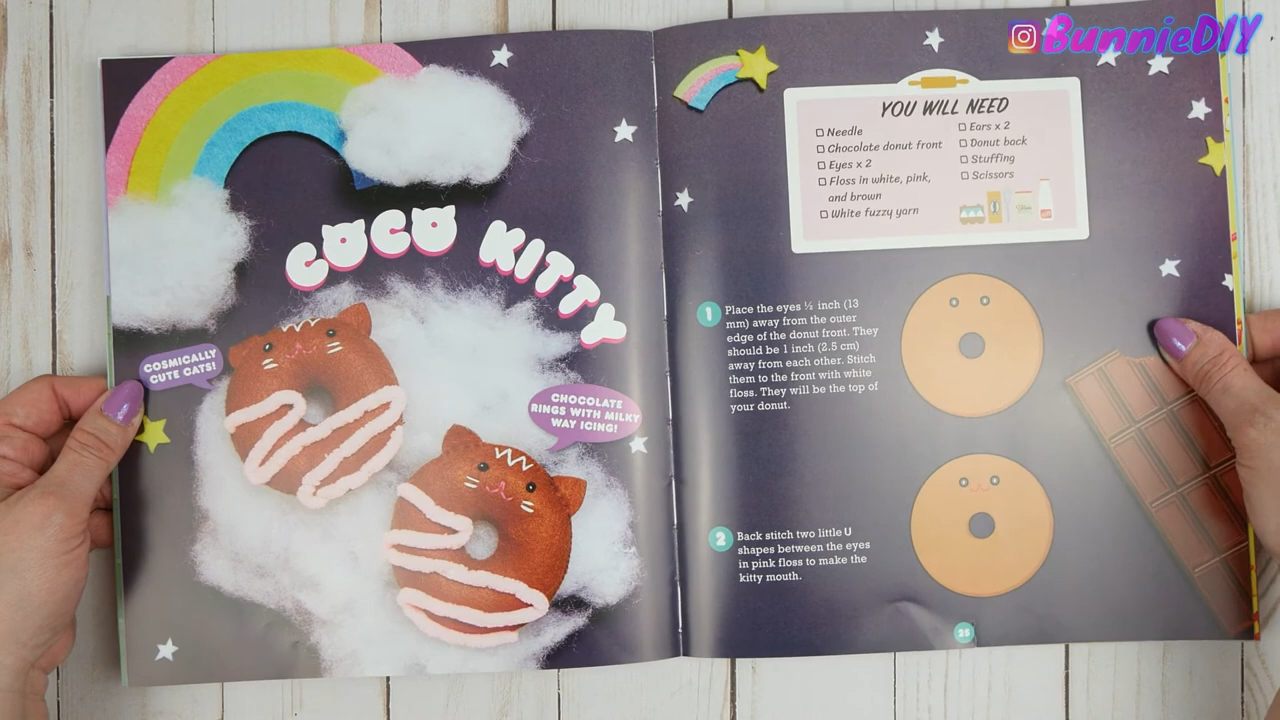 BunnieDIY
COCO KITTY
COSMICALLY
CUTE CATS!
CHOCOLATE
RINGS WITH MILKY
WAY ICING!
YOU WILL NEED
Needle
Chocolate donut front
Eyes x 2
Floss in white, pink,
and brown
White fuzzy yarn
Ears x 2
Donut back
Stuffing
Scissors
1
Place the eyes ½ inch (13
mm) away from the outer
edge of the donut front. They
should be 1 inch (2.5 cm)
away from each other. Stitch
them to the front with white
floss. They will be the top of
your donut.
2
Back stitch two little U
shapes between the eyes
in pink floss to make the
kitty mouth.
25